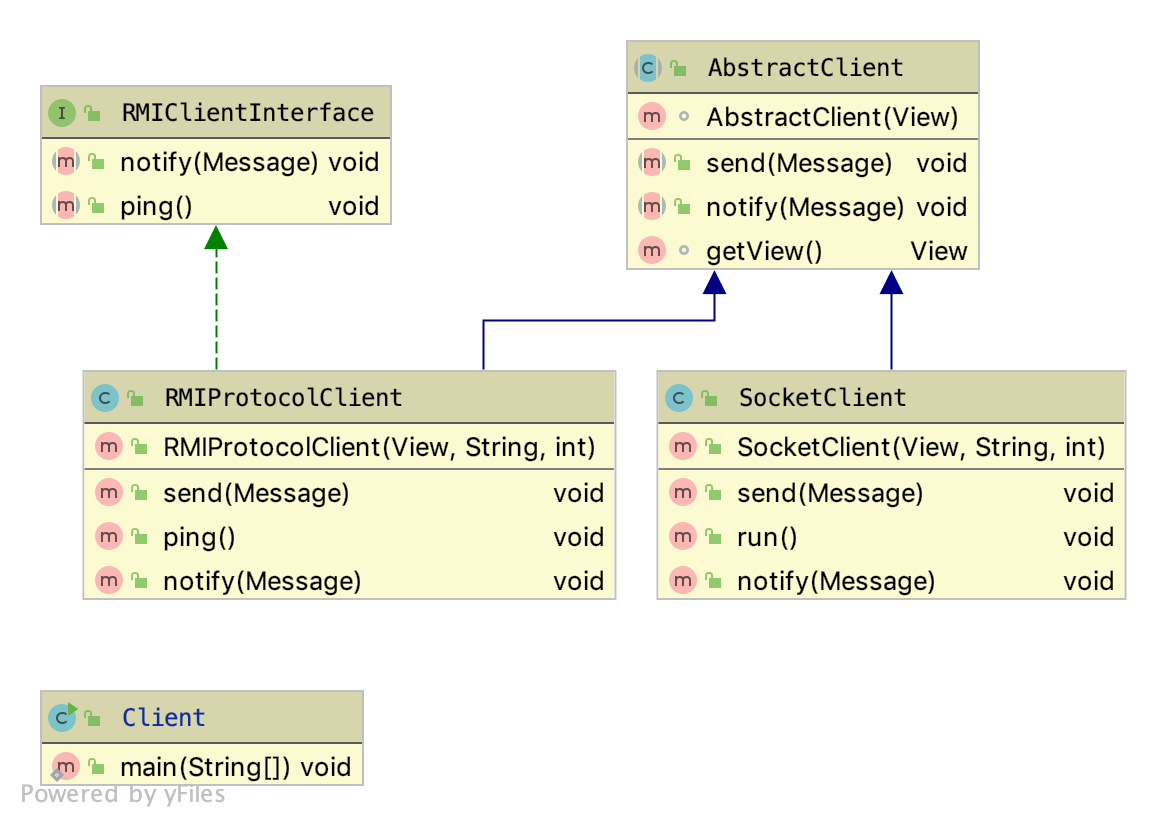 RMIClientInterface
notify(Message) void
ping() void
AbstractClient
AbstractClient(View)
send(Message) void
notify(Message) void
getView() View
RMIProtocolClient
RMIProtocolClient(View, String, int)
send(Message) void
ping() void
notify(Message) void
SocketClient
SocketClient(View, String, int)
send(Message) void
run() void
notify(Message) void
Client
main(String[]) void
Powered by yFiles